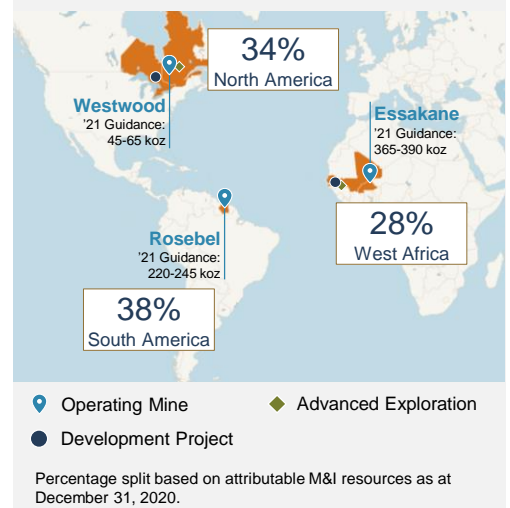 34%
North America
Westwood
'21 Guidance:
45-65 koz
Essakane
'21 Guidance:
365-390 koz
28%
West Africa
Rosebel
'21 Guidance:
220-245 koz
38%
South America
Operating Mine
Advanced Exploration
Development Project
Percentage split based on attributable M&I resources as at
December 31, 2020.